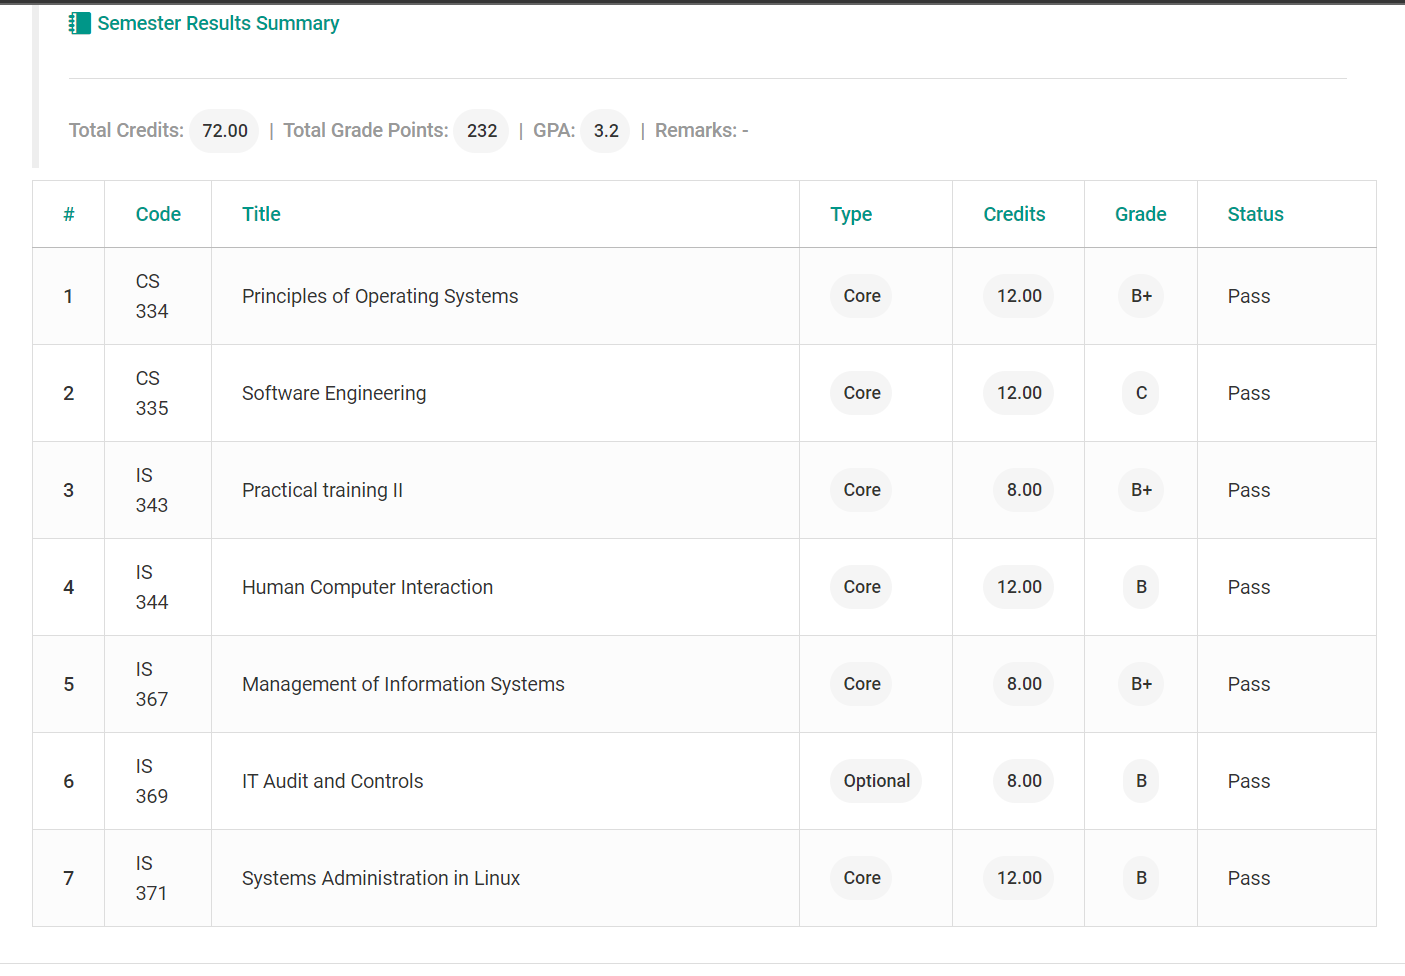 Semester Results Summary
Total Credits: 72.00 | Total Grade Points: 232 | GPA: 3.2 | Remarks: -
# Code Title Type Credits Grade Status
1 CS 334 Principles of Operating Systems Core 12.00 B+ Pass
2 CS 335 Software Engineering Core 12.00 C Pass
3 IS 343 Practical training II Core 8.00 B+ Pass
4 IS 344 Human Computer Interaction Core 12.00 B Pass
5 IS 367 Management of Information Systems Core 8.00 B+ Pass
6 IS 369 IT Audit and Controls Optional 8.00 B Pass
7 IS 371 Systems Administration in Linux Core 12.00 B Pass